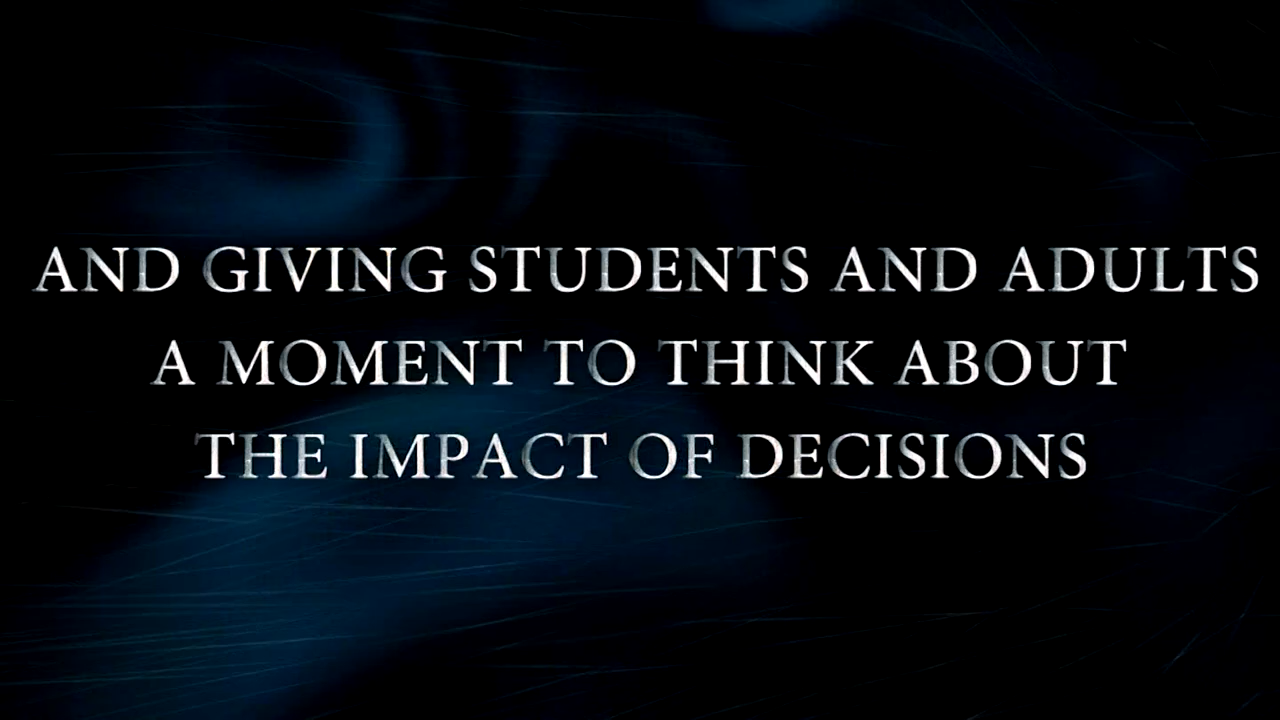 AND GIVING STUDENTS AND ADULTS
A MOMENT TO THINK ABOUT
THE IMPACT OF DECISIONS